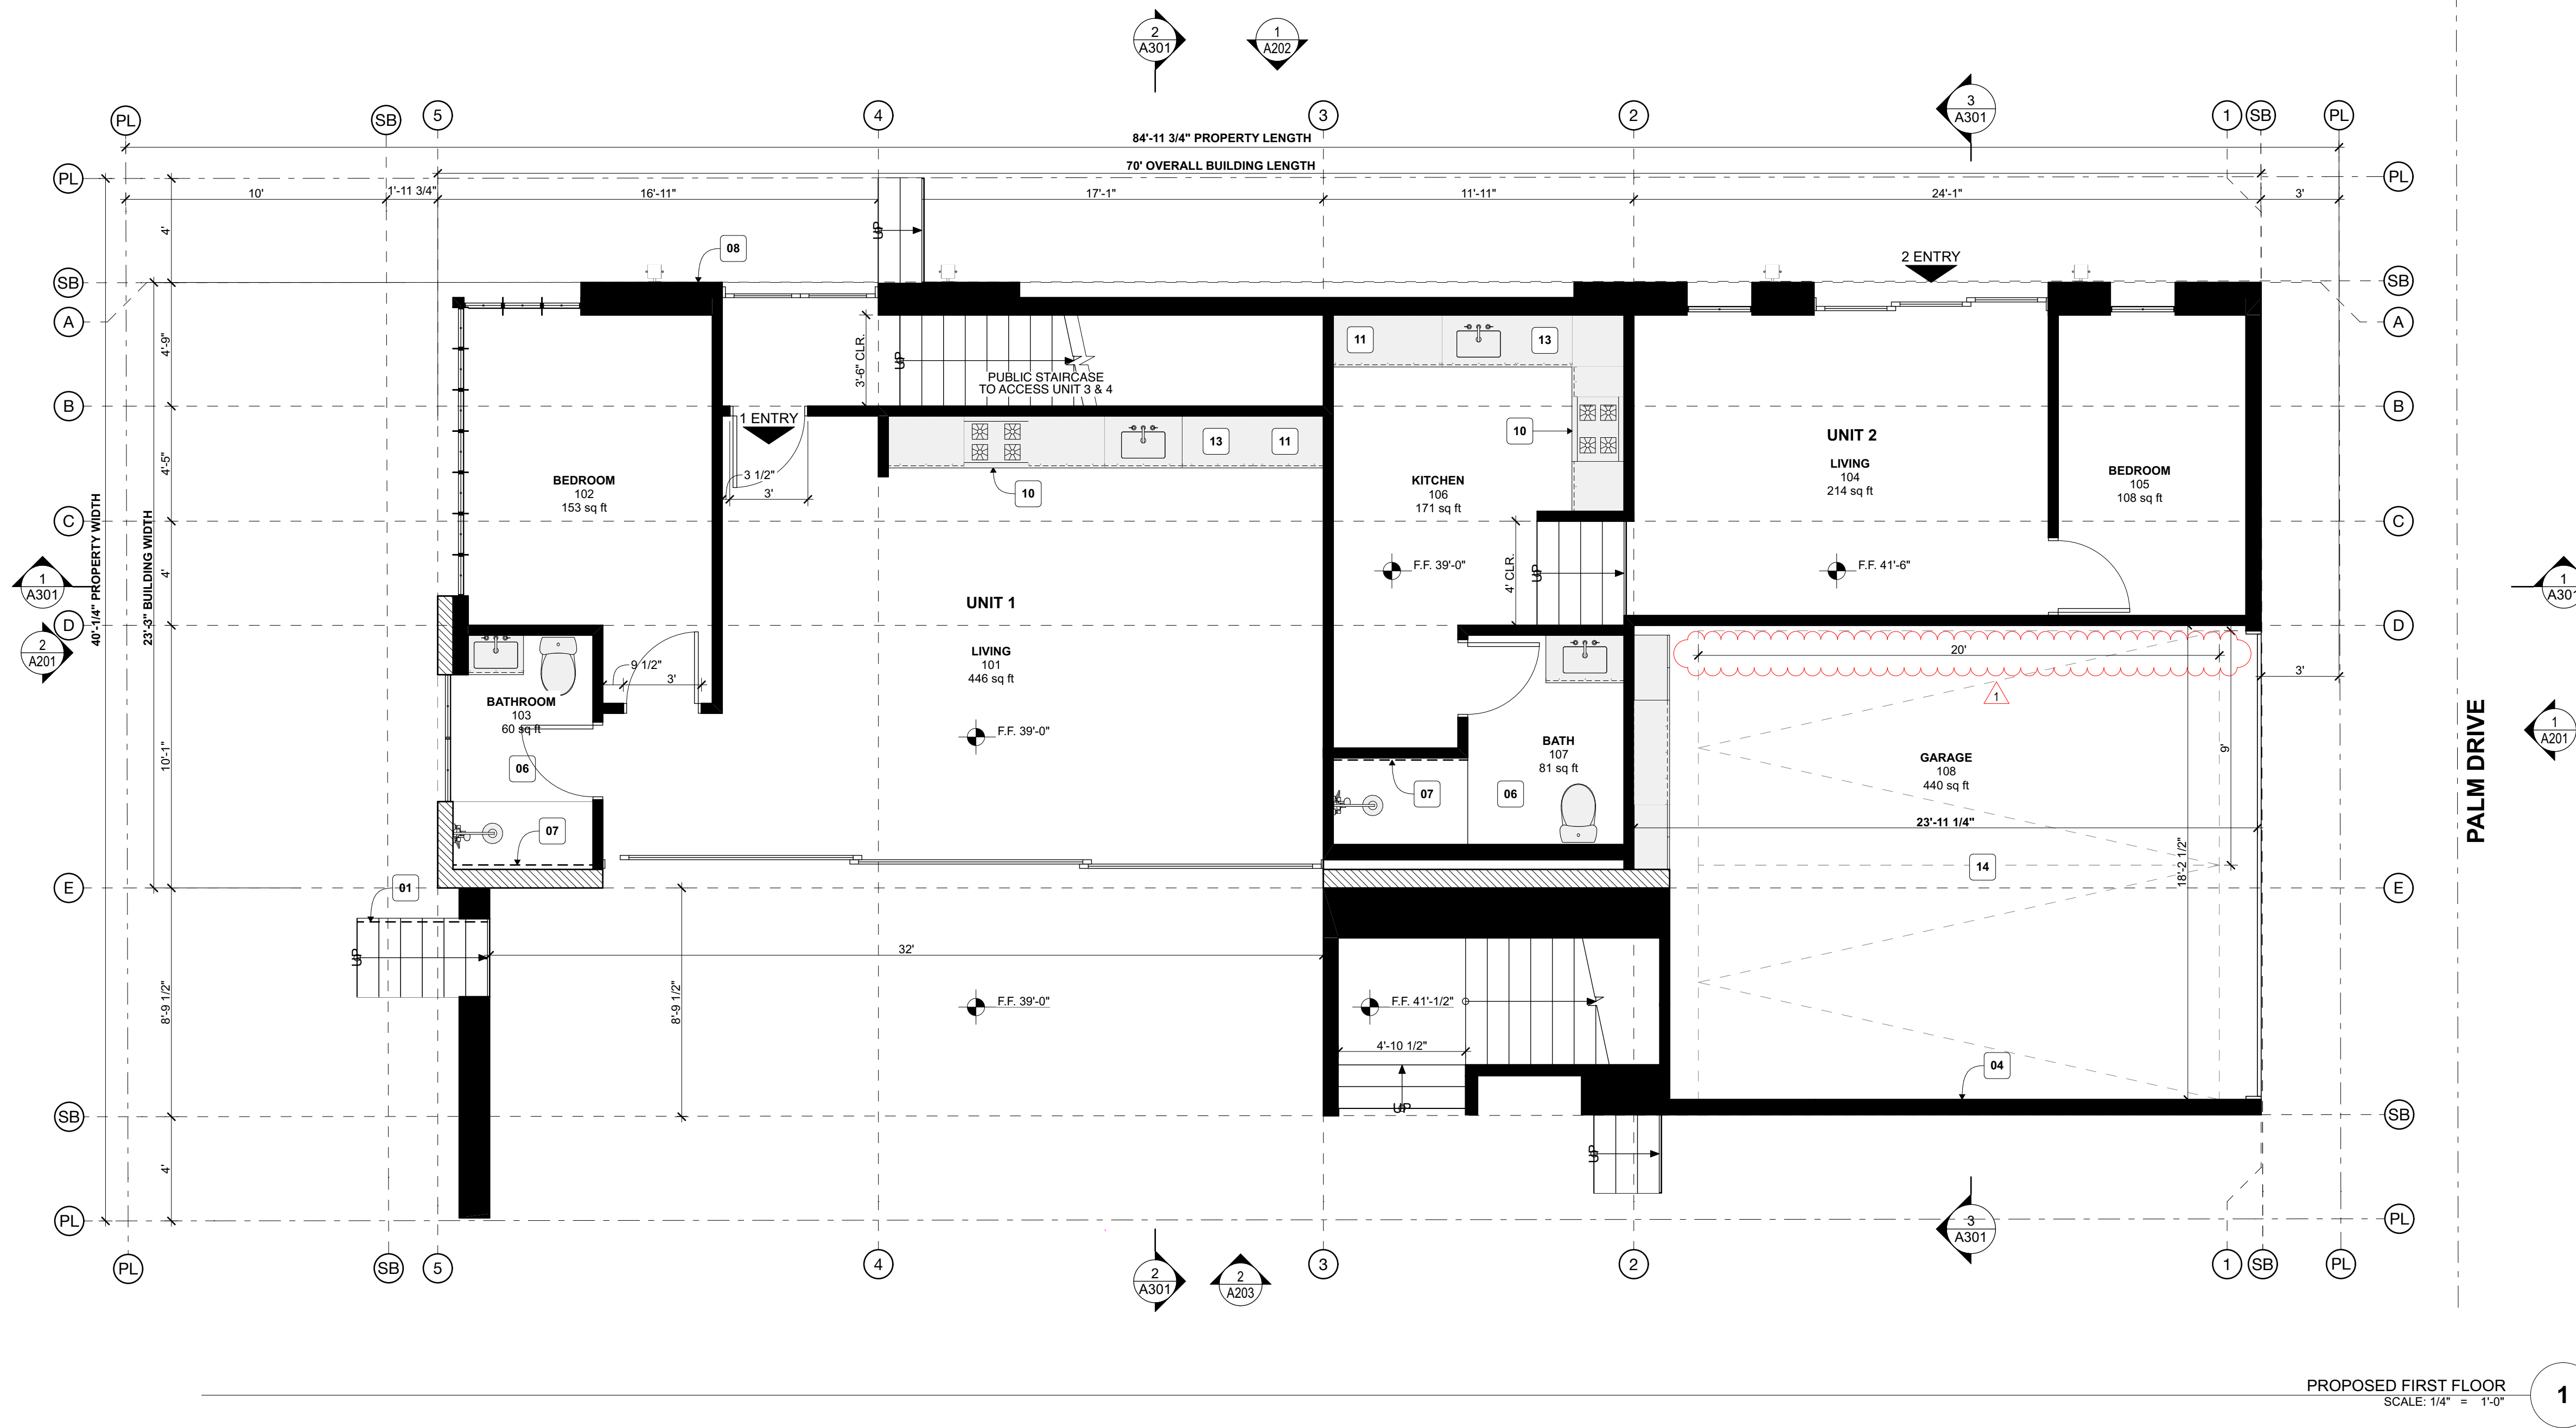 2
A301
1
A202
3
A301
PL
SB
5
4
3
2
1
SB
PL
84'-11 3/4" PROPERTY LENGTH
70' OVERALL BUILDING LENGTH
PL
PL
10'
1'-11 3/4"
16'-11"
17'-1"
11'-11"
24'-1"
3'
4'
UP
08
2 ENTRY
SB
SB
A
A
4'-9"
3'-6" CLR.
UP
PUBLIC STAIRCASE
TO ACCESS UNIT 3 & 4
11
13
B
B
1 ENTRY
13
11
10
UNIT 2
4'-5"
3 1/2"
3'
10
BEDROOM
102
153 sq ft
KITCHEN
106
171 sq ft
LIVING
104
214 sq ft
BEDROOM
105
108 sq ft
C
C
40'-1/4" PROPERTY WIDTH
23'-3" BUILDING WIDTH
4'
4' CLR.
UP
F.F. 39'-0"
F.F. 41'-6"
1
A301
1
A301
UNIT 1
D
D
2
A201
LIVING
101
446 sq ft
9 1/2"
3'
20'
1
3'
BATHROOM
103
60 sq ft
06
F.F. 39'-0"
BATH
107
81 sq ft
GARAGE
108
440 sq ft
9'
PALM DRIVE
1
A201
10'-1"
07
07
06
23'-11 1/4"
14
18'-2 1/2"
E
E
01
UP
32'
8'-9 1/2"
8'-9 1/2"
F.F. 39'-0"
F.F. 41'-1/2"
4'-10 1/2"
UP
04
SB
SB
4'
UP
PL
PL
3
A301
PL
SB
5
4
2
A301
2
A203
3
2
1
SB
PL
PROPOSED FIRST FLOOR
SCALE: 1/4" = 1'-0"
1